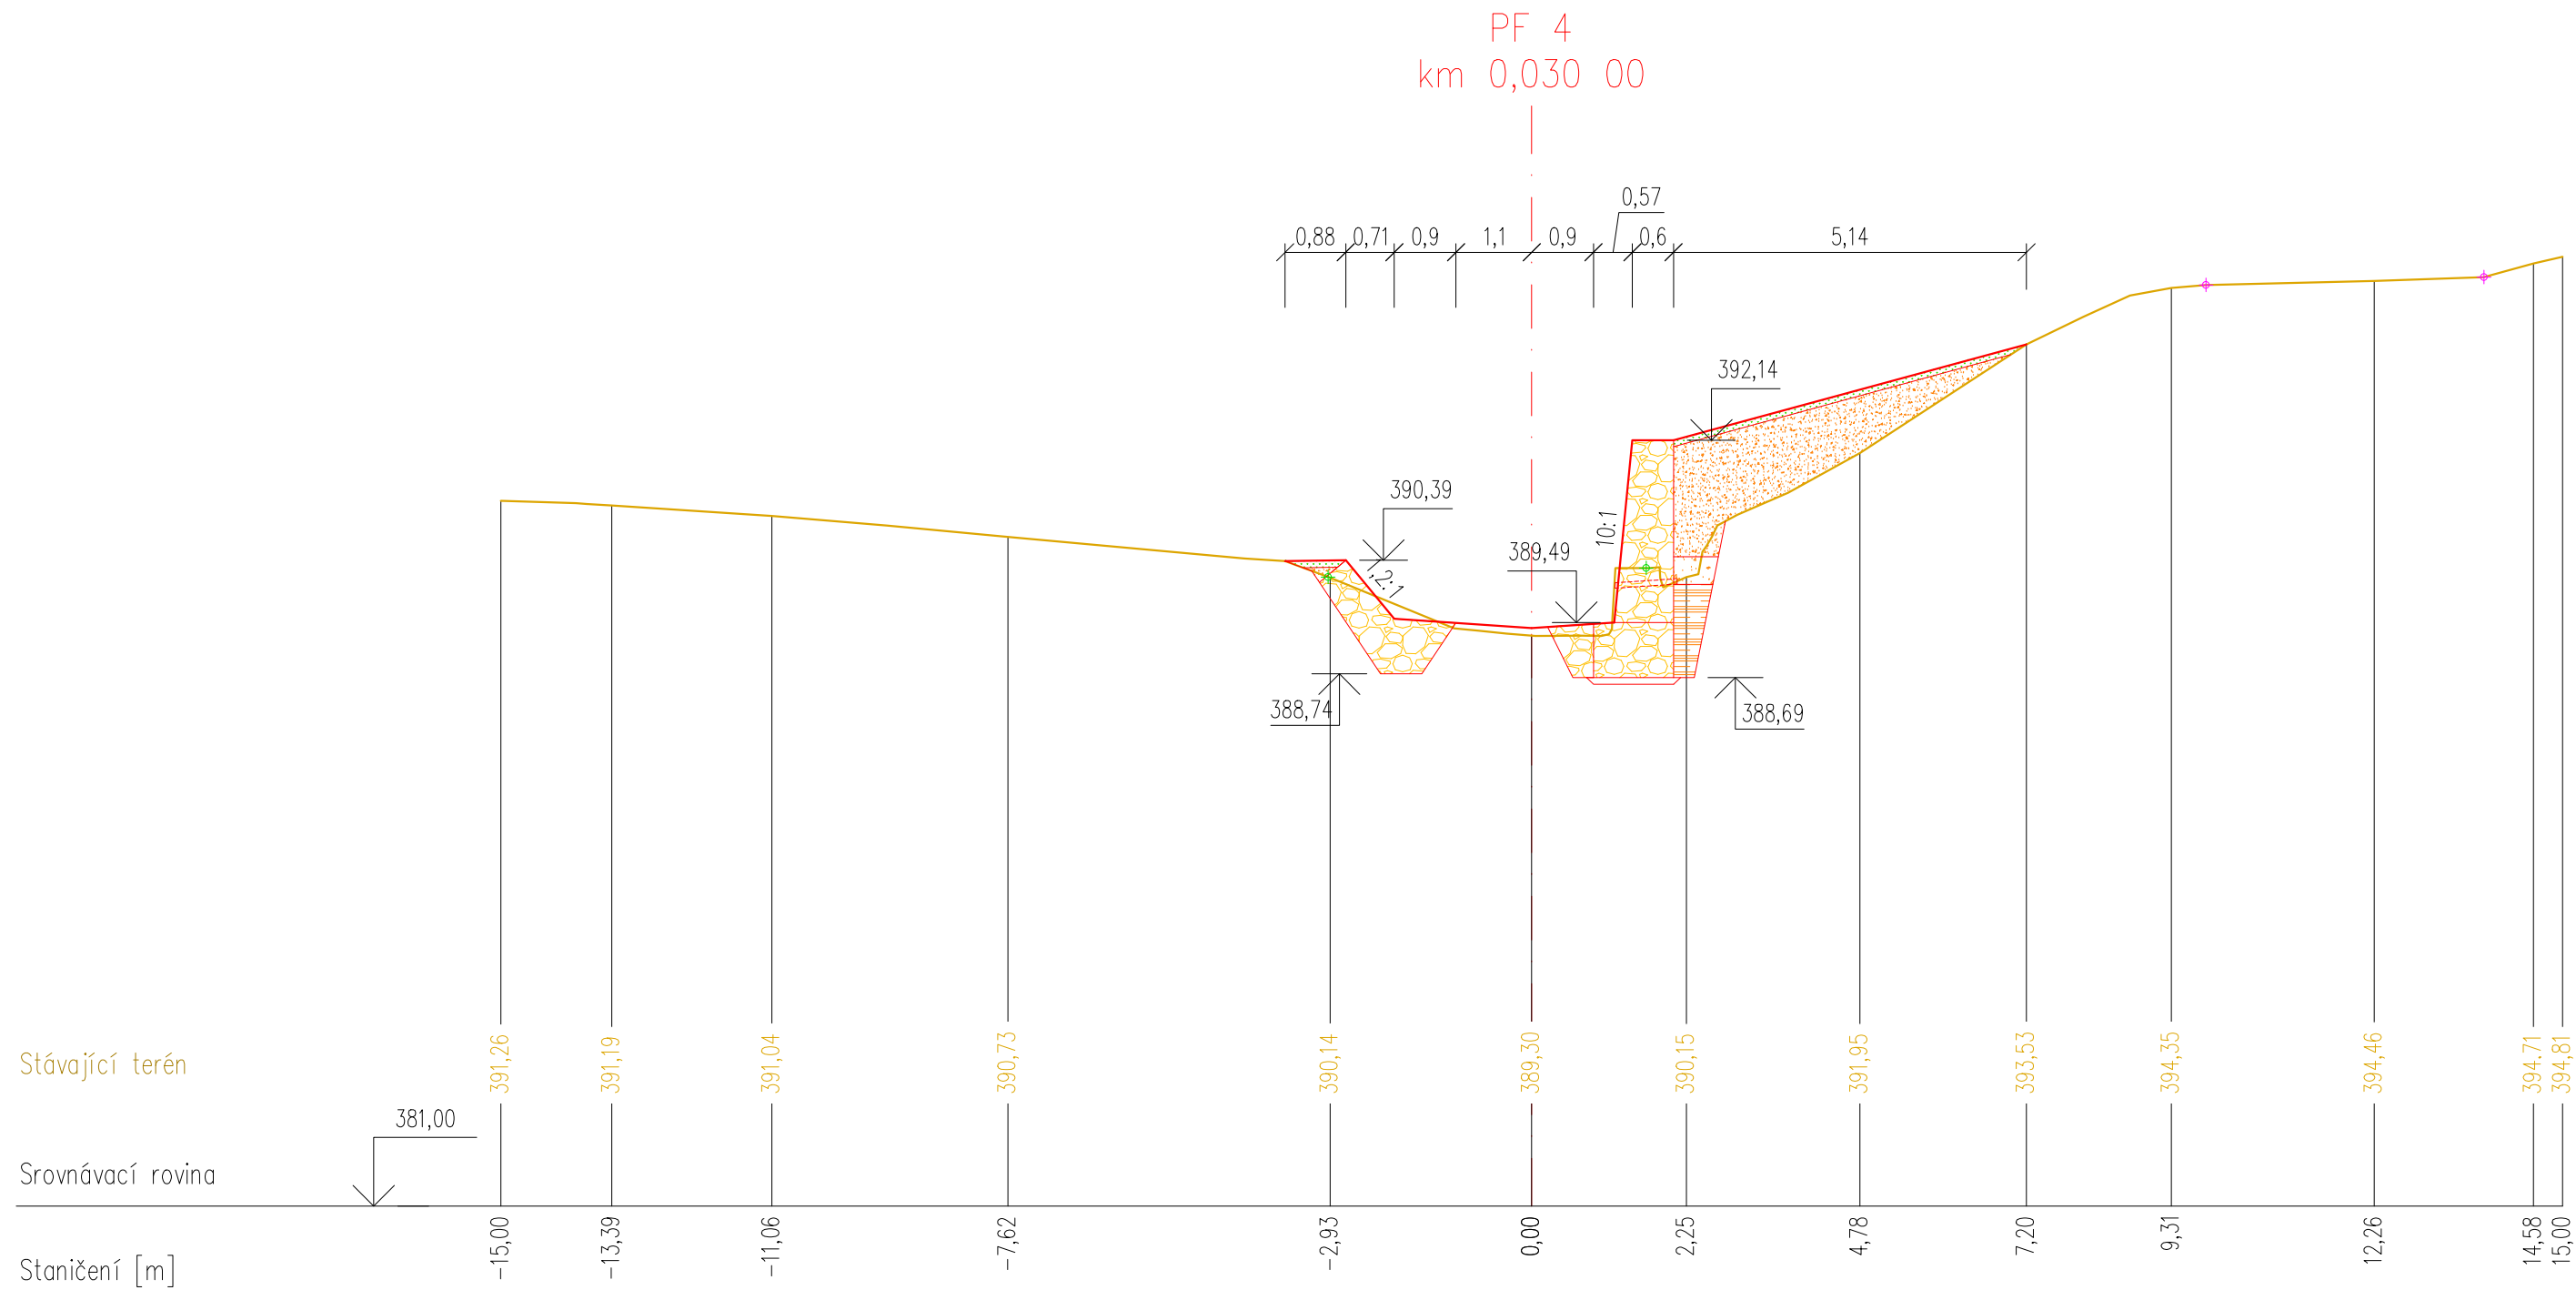 PF 4
km 0,030 00
0,57
0,88 0,71 0,9 1,1 0,9 0,6 5,14
392,14
390,39
10:1
389,49
1,2:1
388,74
388,69
Stávající terén
391,26 391,19 391,04 390,73 390,14 389,30 390,15 391,95 393,53 394,35 394,46 394,71 394,81
381,00
Srovnávací rovina
Staničení [m]
-15,00 -13,39 -11,06 -7,62 -2,93 0,00 2,25 4,78 7,20 9,31 12,26 14,58 15,00